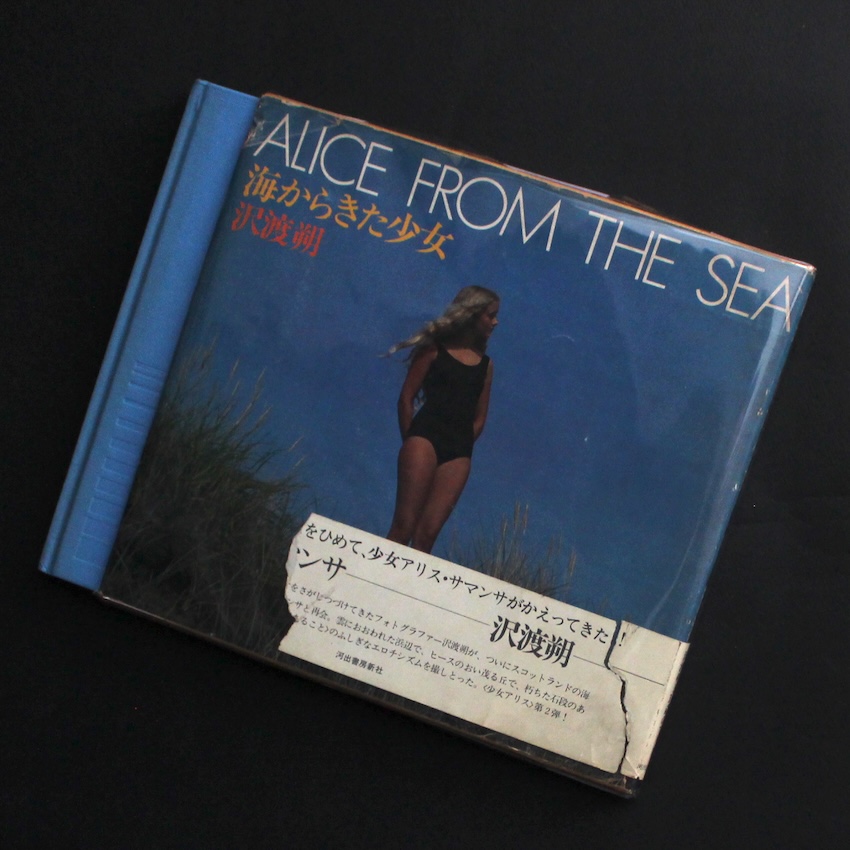 ALICE FROM THE SEA
海からきた少女
沢渡朔
をひめて、少女アリス・サマンサがかえってきた!
ンサ
沢渡朔
をさがしつづけてきたフォトグラファー沢渡朔が、ついにスコットランドの海
ンサと再会。雲におおわれた浜辺で、ヒースのおい茂る丘で、朽ちた石段のあ
ること〉のふしぎなエロチシズムを撮しとった。〈少女アリス〉第2弾!
河出書房新社